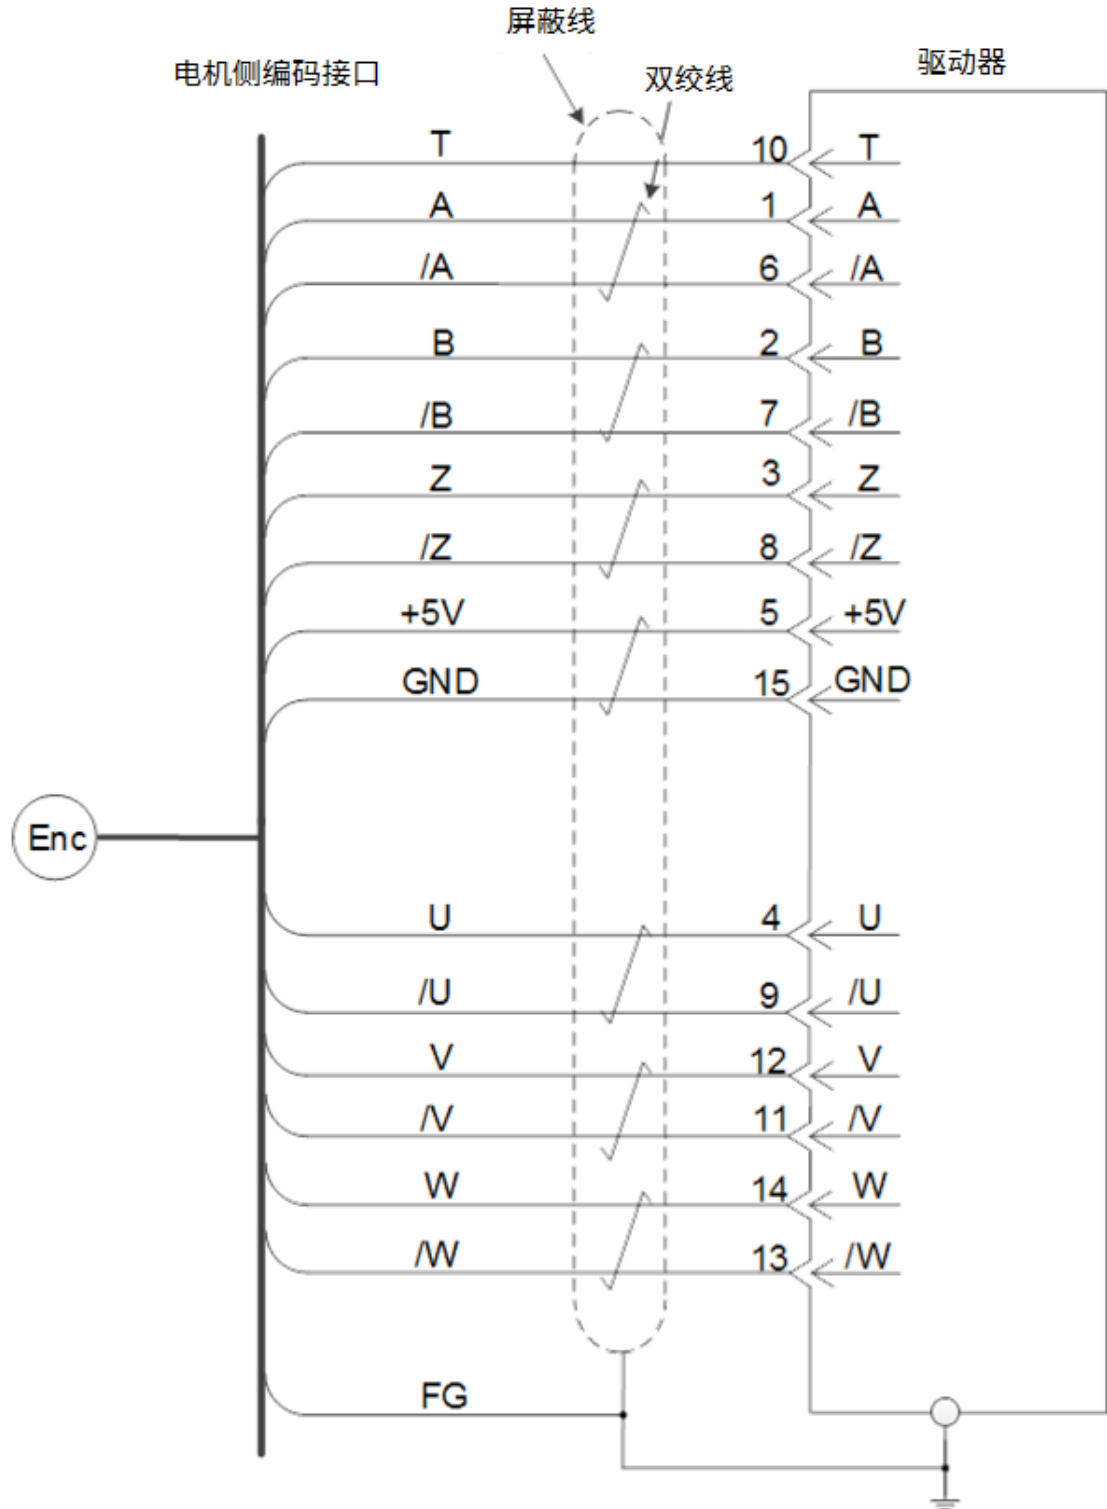 屏蔽线
电机侧编码接口
双绞线
驱动器
T 10 T
A 1 A
/A 6 /A
B 2 B
/B 7 /B
Z 3 Z
/Z 8 /Z
+5V 5 +5V
GND 15 GND
Enc
U 4 U
/U 9 /U
V 12 V
/V 11 /V
W 14 W
/W 13 /W
FG